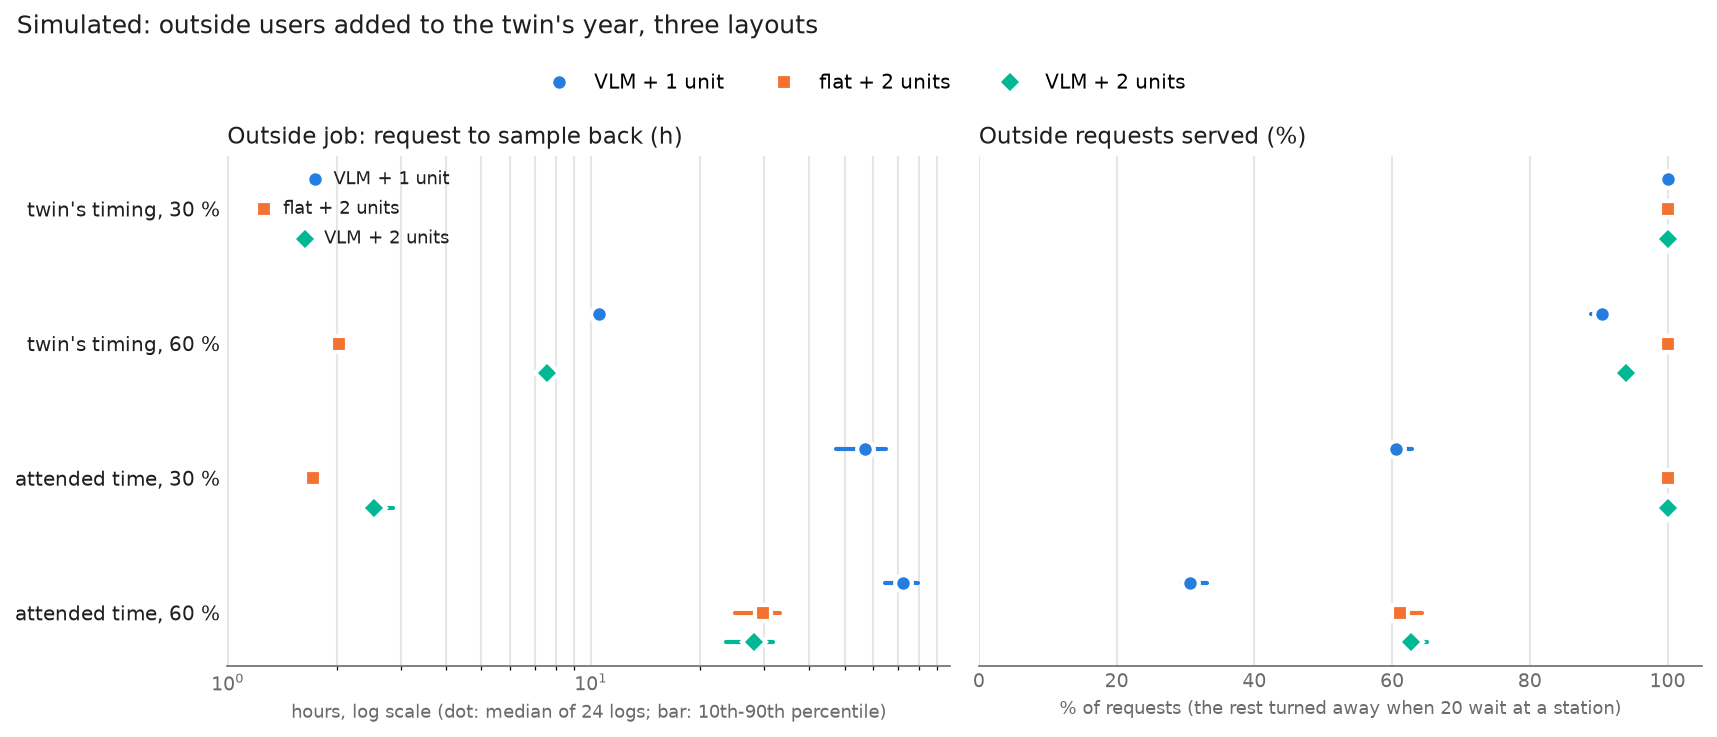 Simulated: outside users added to the twin's year, three layouts
VLM + 1 unit
flat + 2 units
VLM + 2 units
Outside job: request to sample back (h)
VLM + 1 unit
flat + 2 units
VLM + 2 units
twin's timing, 30 %
twin's timing, 60 %
attended time, 30 %
attended time, 60 %
10⁰
10¹
hours, log scale (dot: median of 24 logs; bar: 10th-90th percentile)
Outside requests served (%)
0
20
40
60
80
100
% of requests (the rest turned away when 20 wait at a station)